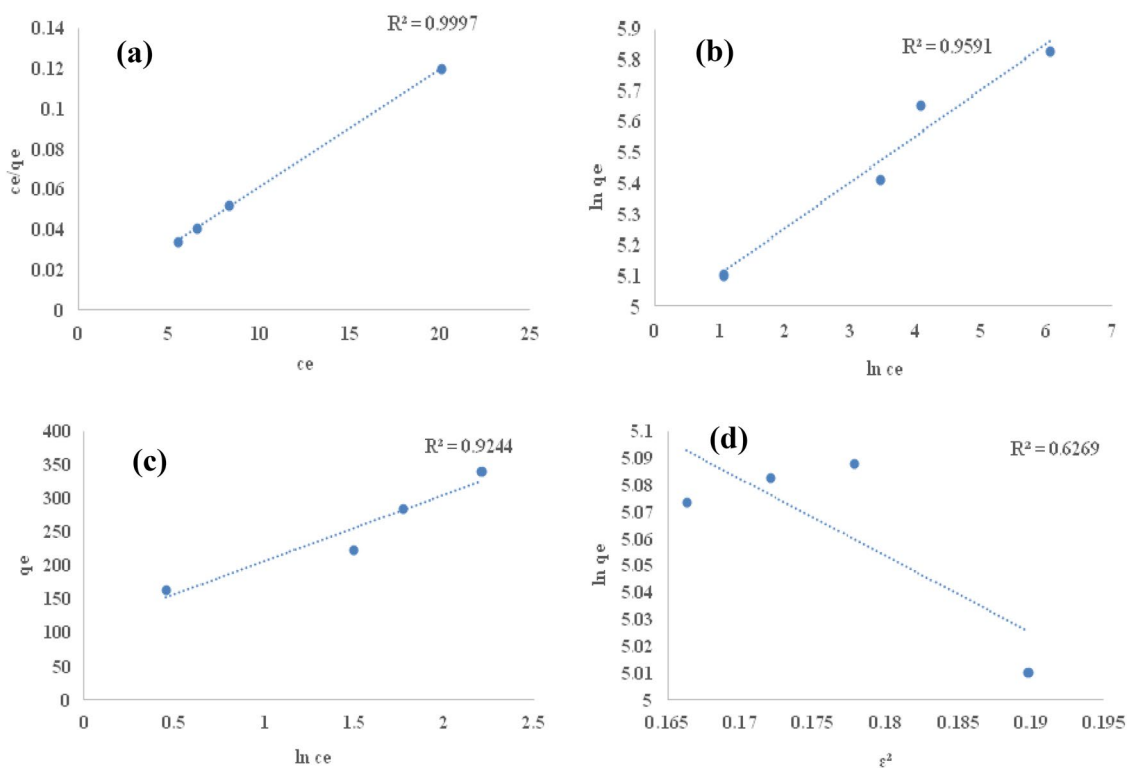 (a)
R² = 0.9997
0.14
0.12
0.1
0.08
0.06
0.04
0.02
0
ce/qe
0 5 10 15 20 25
ce
(b)
R² = 0.9591
5.9
5.8
5.7
5.6
5.5
5.4
5.3
5.2
5.1
5
ln qe
0 1 2 3 4 5 6 7
ln ce
(c)
R² = 0.9244
400
350
300
250
200
150
100
50
0
qe
0 0.5 1 1.5 2 2.5
ln ce
(d)
R² = 0.6269
5.1
5.09
5.08
5.07
5.06
5.05
5.04
5.03
5.02
5.01
5
ln qe
0.165 0.17 0.175 0.18 0.185 0.19 0.195
ε²